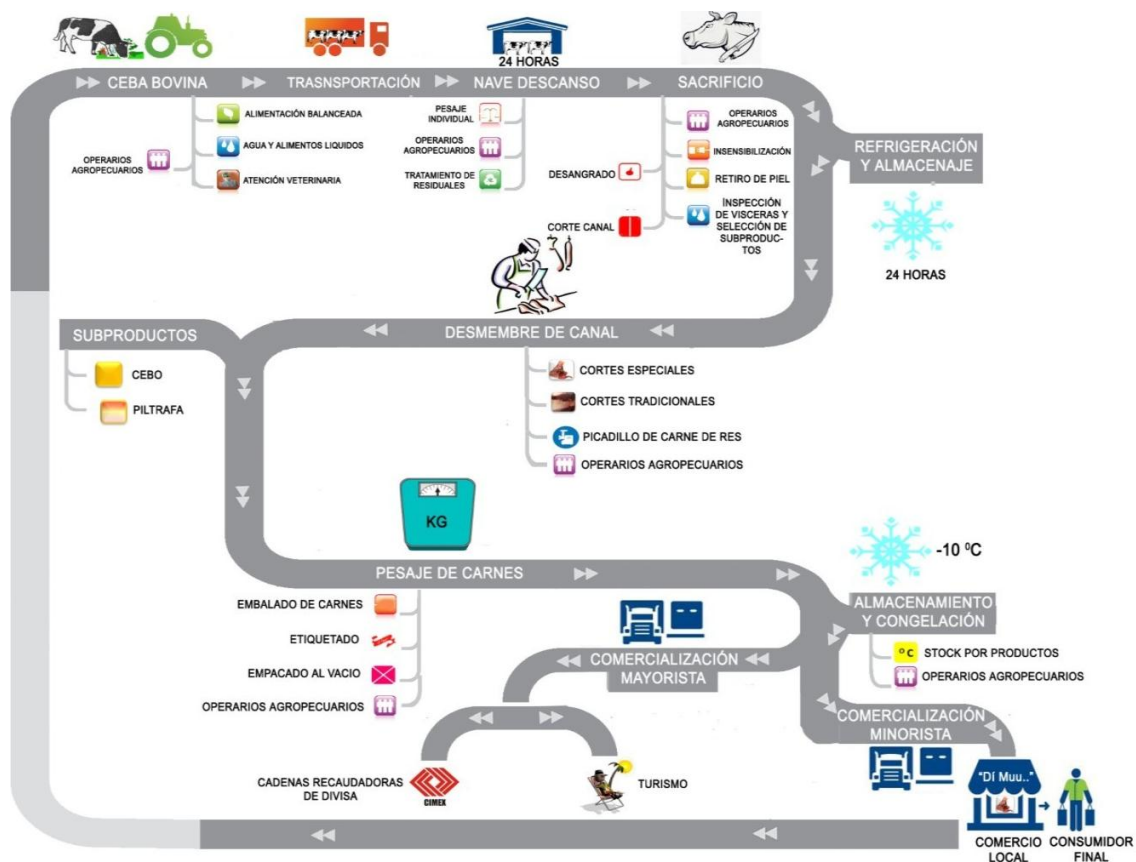 24 HORAS
CEBA BOVINA
TRASNSPORTACIÓN
NAVE DESCANSO
SACRIFICIO
ALIMENTACIÓN BALANCEADA
AGUA Y ALIMENTOS LIQUIDOS
ATENCIÓN VETERINARIA
OPERARIOS
AGROPECUARIOS
PESAJE
INDIVIDUAL
OPERARIOS
AGROPECUARIOS
TRATAMIENTO DE
RESIDUALES
OPERARIOS
AGROPECUARIOS
INSENSIBILIZACIÓN
DESANGRADO
RETIRO DE PIEL
CORTE CANAL
INSPECCIÓN
DE VISCERAS Y
SELECCIÓN DE
SUBPRODUC-
TOS
REFRIGERACIÓN
Y ALMACENAJE
24 HORAS
SUBPRODUCTOS
CEBO
PILTRAFA
DESMEMBRE DE CANAL
CORTES ESPECIALES
CORTES TRADICIONALES
PICADILLO DE CARNE DE RES
OPERARIOS AGROPECUARIOS
KG
PESAJE DE CARNES
EMBALADO DE CARNES
ETIQUETADO
EMPACADO AL VACIO
OPERARIOS AGROPECUARIOS
-10 ⁰C
ALMACENAMIENTO
Y CONGELACIÓN
ºC
STOCK POR PRODUCTOS
OPERARIOS AGROPECUARIOS
COMERCIALIZACIÓN
MAYORISTA
COMERCIALIZACIÓN
MINORISTA
CADENAS RECAUDADORAS
DE DIVISA
CIMEX
TURISMO
"DÍ Muu.."
COMERCIO
LOCAL
CONSUMIDOR
FINAL